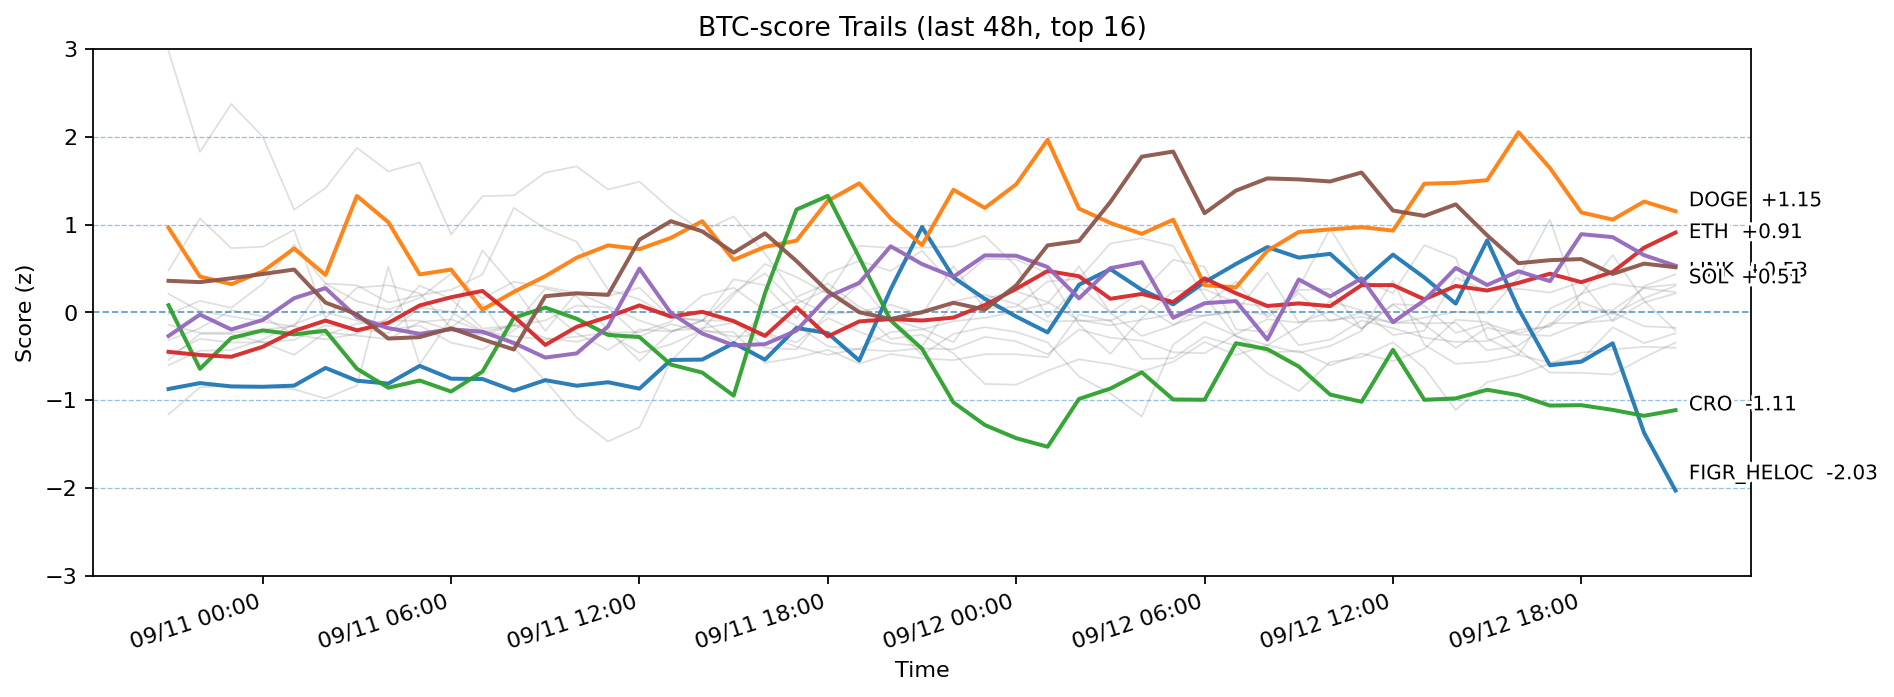 BTC-score Trails (last 48h, top 16)
Score (z)
3
2
1
0
−1
−2
−3
DOGE +1.15
ETH +0.91
LINK +0.53
SOL +0.51
CRO -1.11
FIGR_HELOC -2.03
09/11 00:00
09/11 06:00
09/11 12:00
09/11 18:00
09/12 00:00
09/12 06:00
09/12 12:00
09/12 18:00
Time